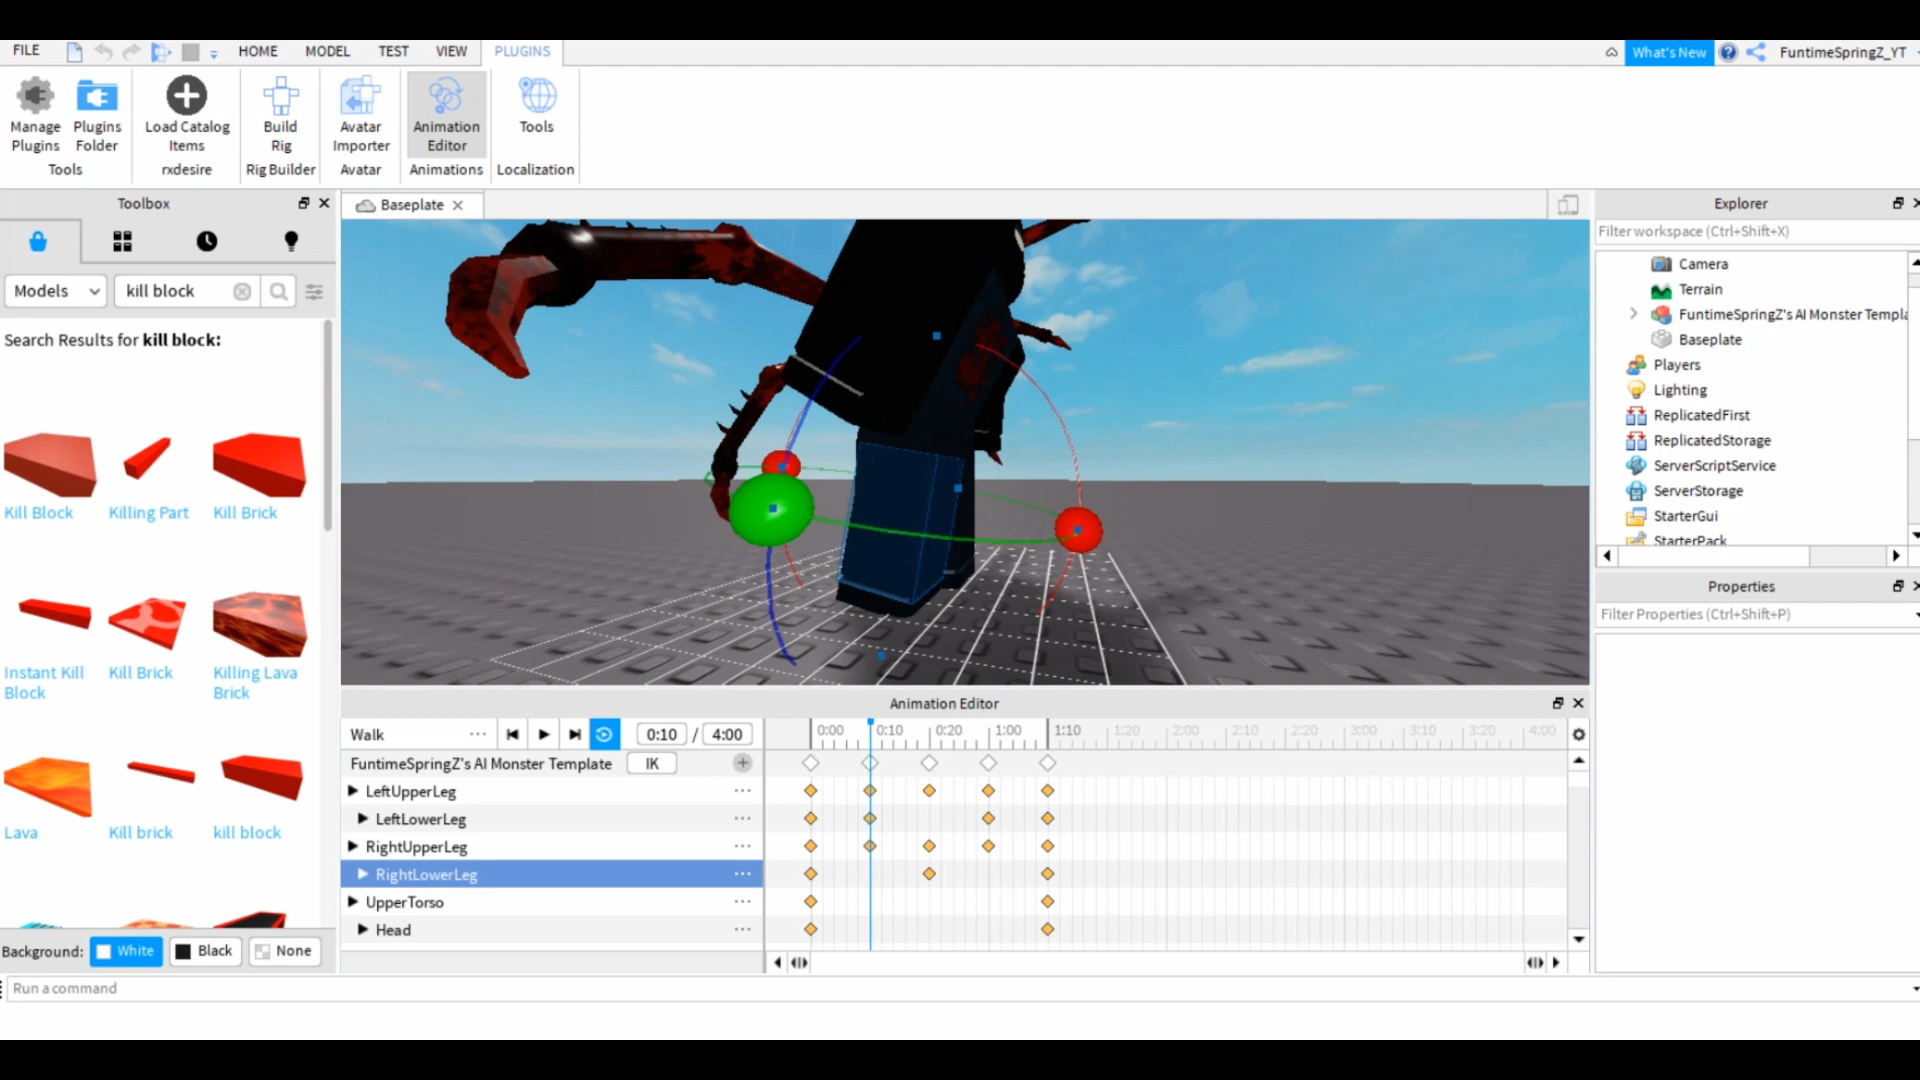 FILE HOME MODEL TEST VIEW PLUGINS What's New FuntimeSpringZ_YT
Manage Plugins Load Catalog Build Avatar Animation Tools
Plugins Folder Items Rig Importer Editor
Tools rxdesire Rig Builder Avatar Animations Localization
Toolbox
Models kill block
Search Results for kill block:
Kill Block Killing Part Kill Brick
Instant Kill Kill Brick Killing Lava
Block Brick
Lava Kill brick kill block
Background: White Black None
Run a command
Baseplate
Animation Editor
Walk 0:10 / 4:00 0:00 0:10 0:20 1:00 1:10 1:20 2:00 2:10 2:20 3:00 3:10 3:20 4:00
FuntimeSpringZ's AI Monster Template IK
LeftUpperLeg
LeftLowerLeg
RightUpperLeg
RightLowerLeg
UpperTorso
Head
Explorer
Filter workspace (Ctrl+Shift+X)
Camera
Terrain
FuntimeSpringZ's AI Monster Templa
Baseplate
Players
Lighting
ReplicatedFirst
ReplicatedStorage
ServerScriptService
ServerStorage
StarterGui
StarterPack
Properties
Filter Properties (Ctrl+Shift+P)